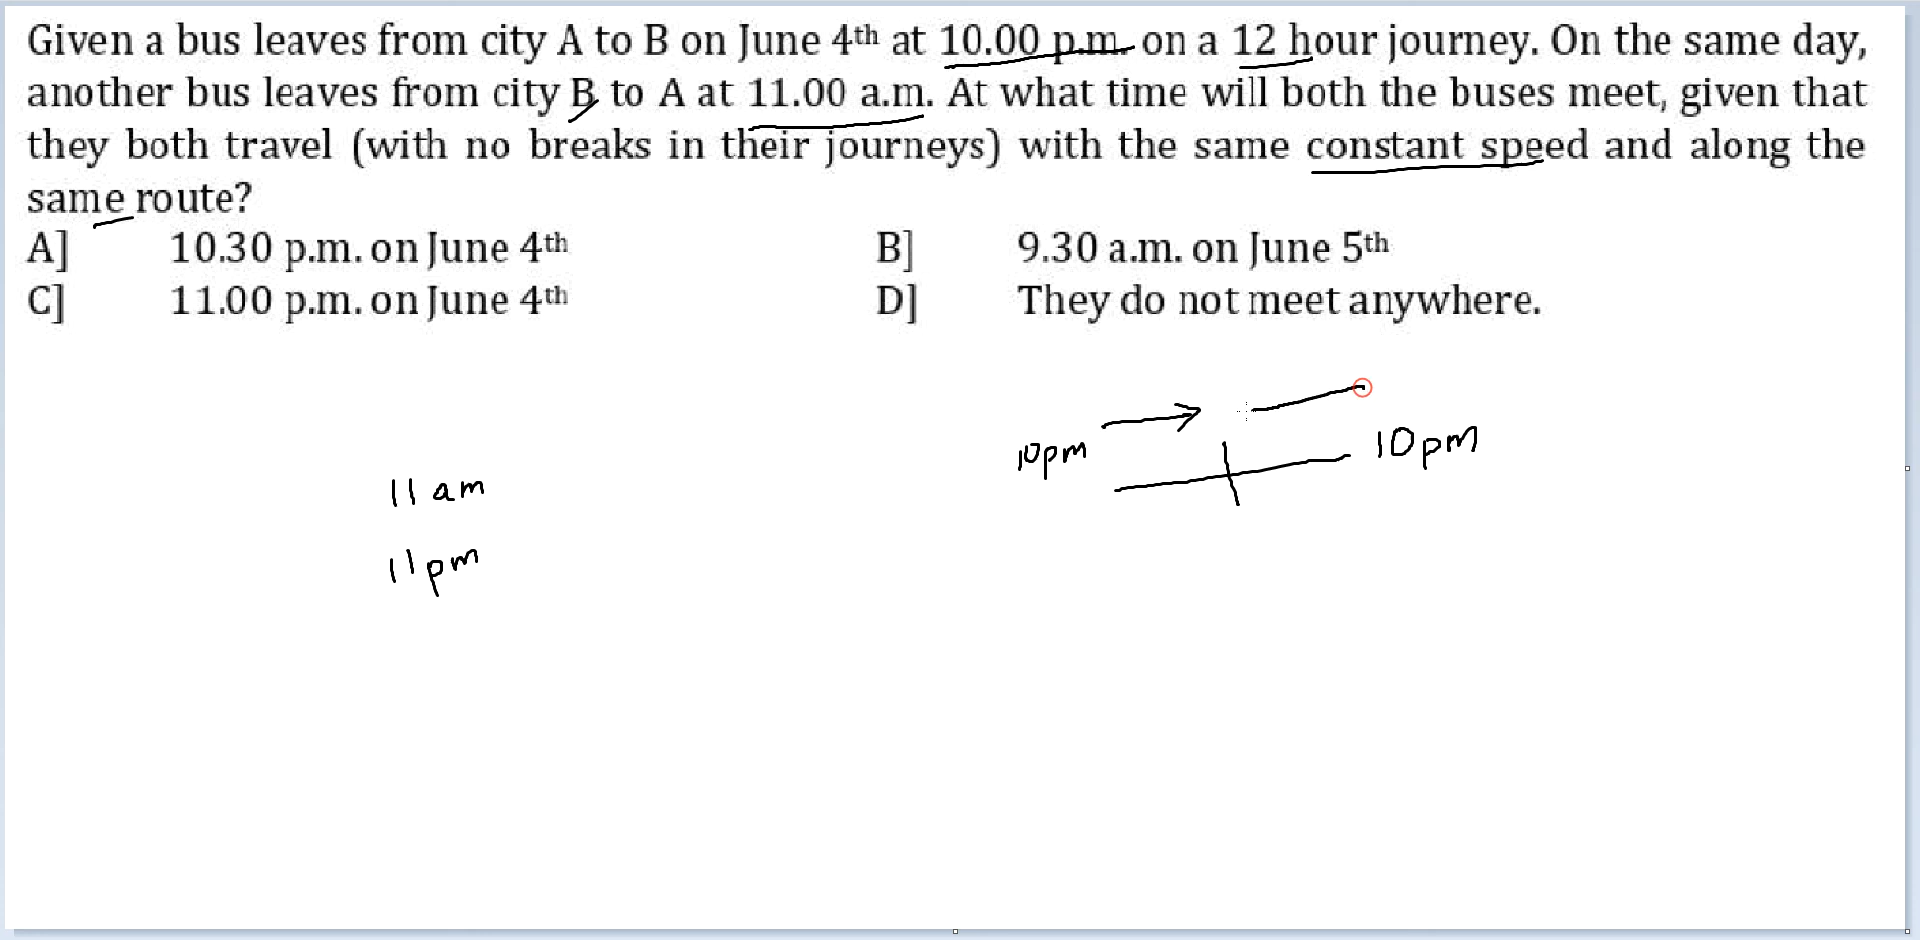 Given a bus leaves from city A to B on June 4th at 10.00 p.m. on a 12 hour journey. On the same day,
another bus leaves from city B to A at 11.00 a.m. At what time will both the buses meet, given that
they both travel (with no breaks in their journeys) with the same constant speed and along the
same route?
A] 10.30 p.m. on June 4th B] 9.30 a.m. on June 5th
C] 11.00 p.m. on June 4th D] They do not meet anywhere.
10pm 10pm
11 am
11pm